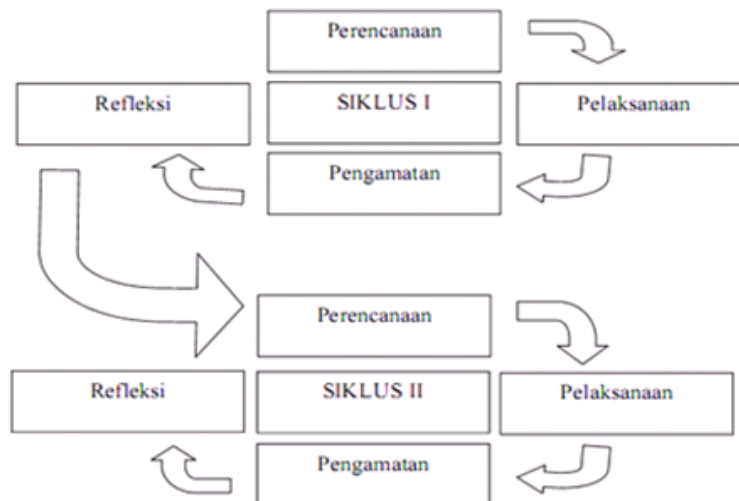 Perencanaan
Refleksi
SIKLUS I
Pelaksanaan
Pengamatan
Perencanaan
Refleksi
SIKLUS II
Pelaksanaan
Pengamatan